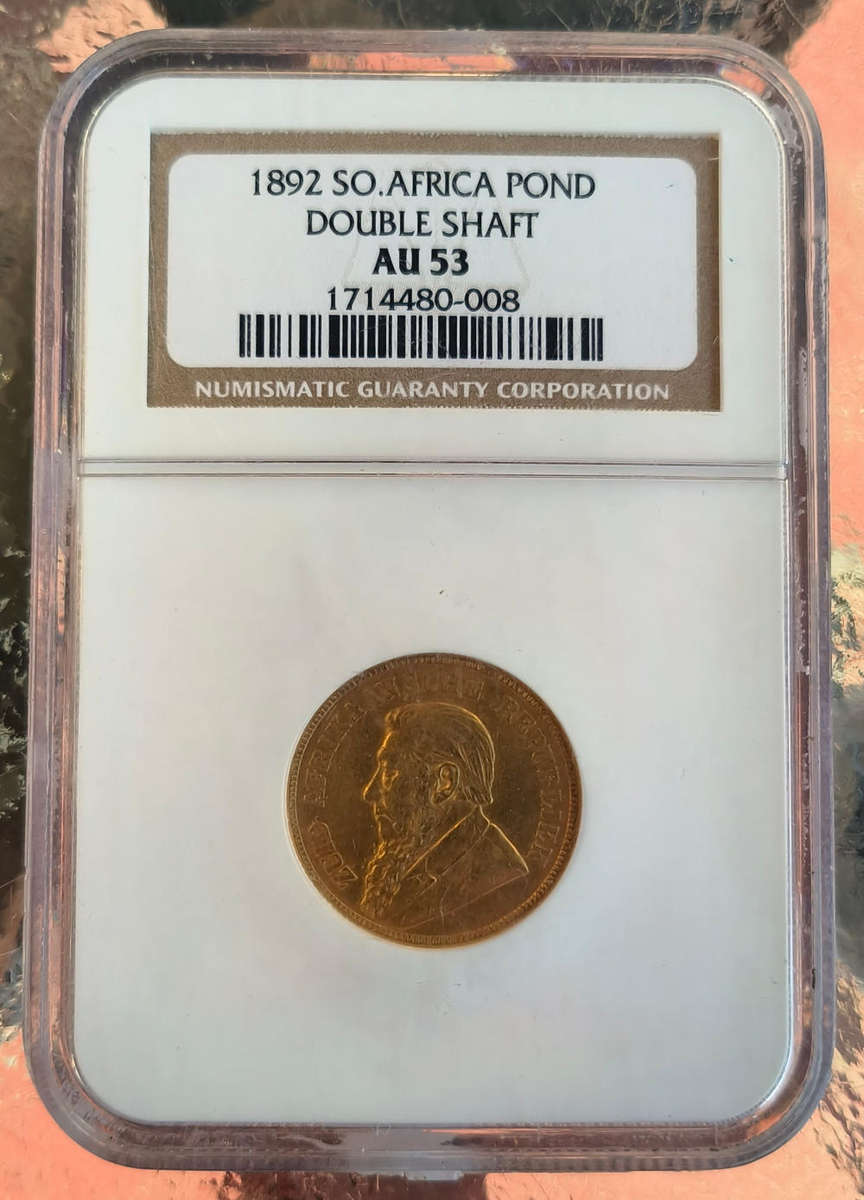 1892 SO.AFRICA POND
DOUBLE SHAFT
AU 53
1714480-008
NUMISMATIC GUARANTY CORPORATION
ZUID AFRIKAANSCHE REPUBLIEK